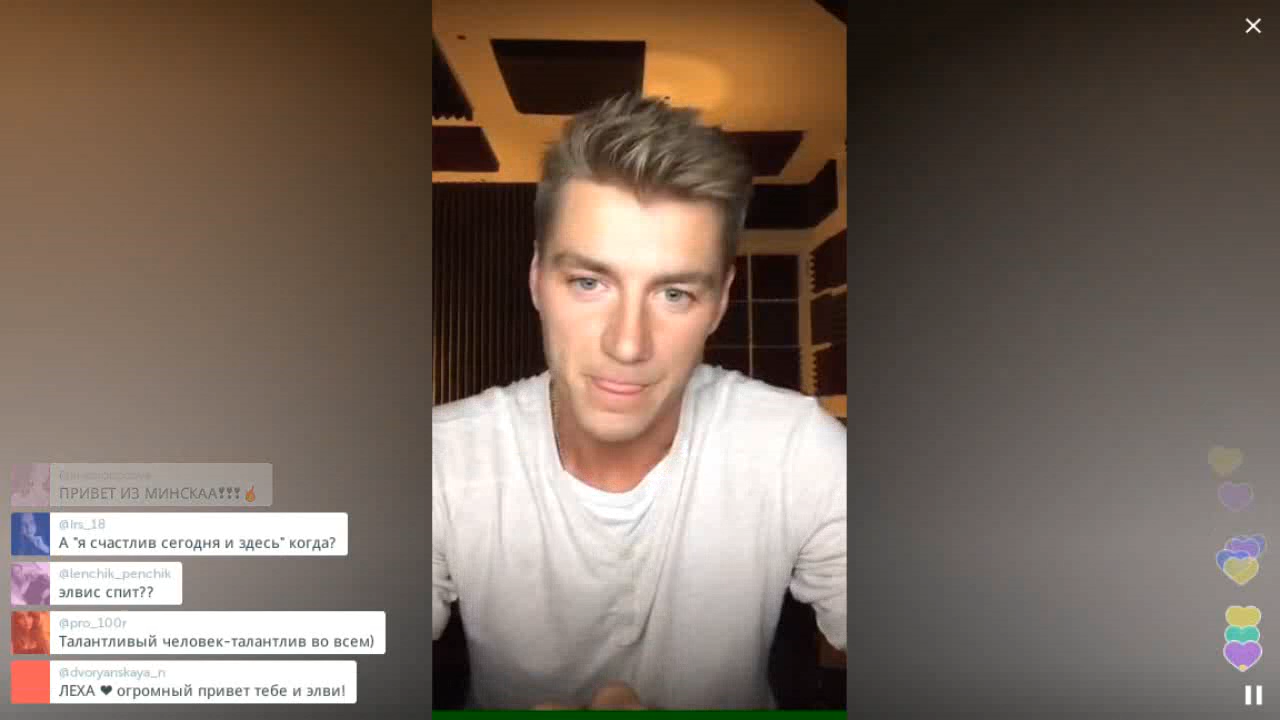 ПРИВЕТ ИЗ МИНСКАА❣❣❣🔥
@lrs_18
А "я счастлив сегодня и здесь" когда?
@lenchik_penchik
элвис спит??
@pro_100r
Талантливый человек-талантлив во всем)
@dvoryanskaya_n
ЛЕХА ❤ огромный привет тебе и элви!